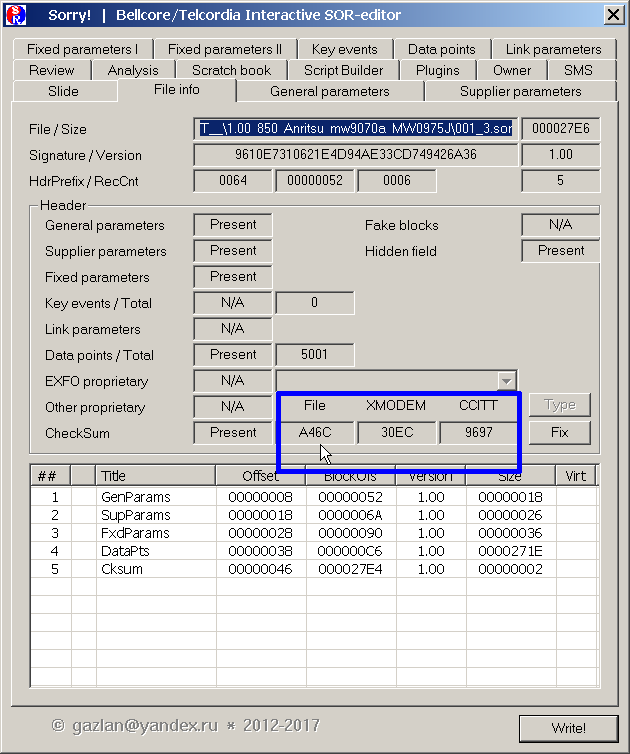 Sorry! | Bellcore/Telcordia Interactive SOR-editor
Fixed parameters I Fixed parameters II Key events Data points Link parameters
Review Analysis Scratch book Script Builder Plugins Owner SMS
Slide File info General parameters Supplier parameters
File / Size T__\1.00 850 Anritsu mw9070a MW0975J\001_3.sor 000027E6
Signature / Version 9610E7310621E4D94AE33CD749426A36 1.00
HdrPrefix / RecCnt 0064 00000052 0006 5
Header
General parameters Present Fake blocks N/A
Supplier parameters Present Hidden field Present
Fixed parameters Present
Key events / Total N/A 0
Link parameters N/A
Data points / Total Present 5001
EXFO proprietary N/A
Other proprietary N/A File XMODEM CCITT Type
CheckSum Present A46C 30EC 9697 Fix
## Title Offset BlockOfs Version Size Virt
1 GenParams 00000008 00000052 1.00 00000018
2 SupParams 00000018 0000006A 1.00 00000026
3 FxdParams 00000028 00000090 1.00 00000036
4 DataPts 00000038 000000C6 1.00 0000271E
5 Cksum 00000046 000027E4 1.00 00000002
© gazlan@yandex.ru * 2012-2017 Write!